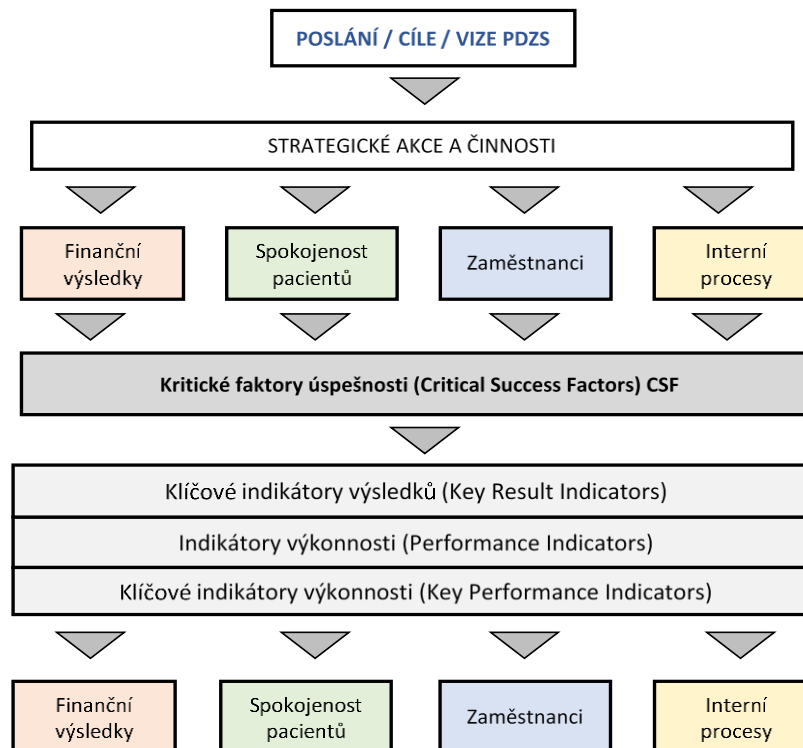 POSLÁNÍ / CÍLE / VIZE PDZS
STRATEGICKÉ AKCE A ČINNOSTI
Finanční
výsledky
Spokojenost
pacientů
Zaměstnanci
Interní
procesy
Kritické faktory úspešnosti (Critical Success Factors) CSF
Klíčové indikátory výsledků (Key Result Indicators)
Indikátory výkonnosti (Performance Indicators)
Klíčové indikátory výkonnosti (Key Performance Indicators)
Finanční
výsledky
Spokojenost
pacientů
Zaměstnanci
Interní
procesy